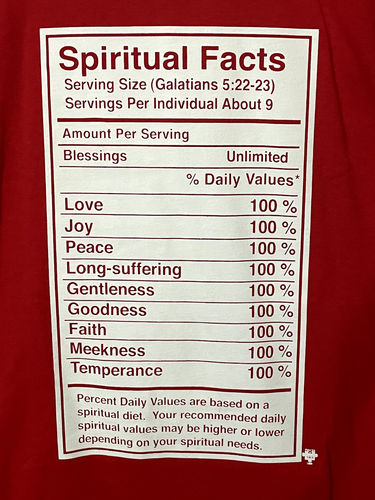 Spiritual Facts
Serving Size (Galatians 5:22-23)
Servings Per Individual About 9
Amount Per Serving
Blessings Unlimited
% Daily Values*
Love 100 %
Joy 100 %
Peace 100 %
Long-suffering 100 %
Gentleness 100 %
Goodness 100 %
Faith 100 %
Meekness 100 %
Temperance 100 %
Percent Daily Values are based on a
spiritual diet. Your recommended daily
spiritual values may be higher or lower
depending on your spiritual needs.